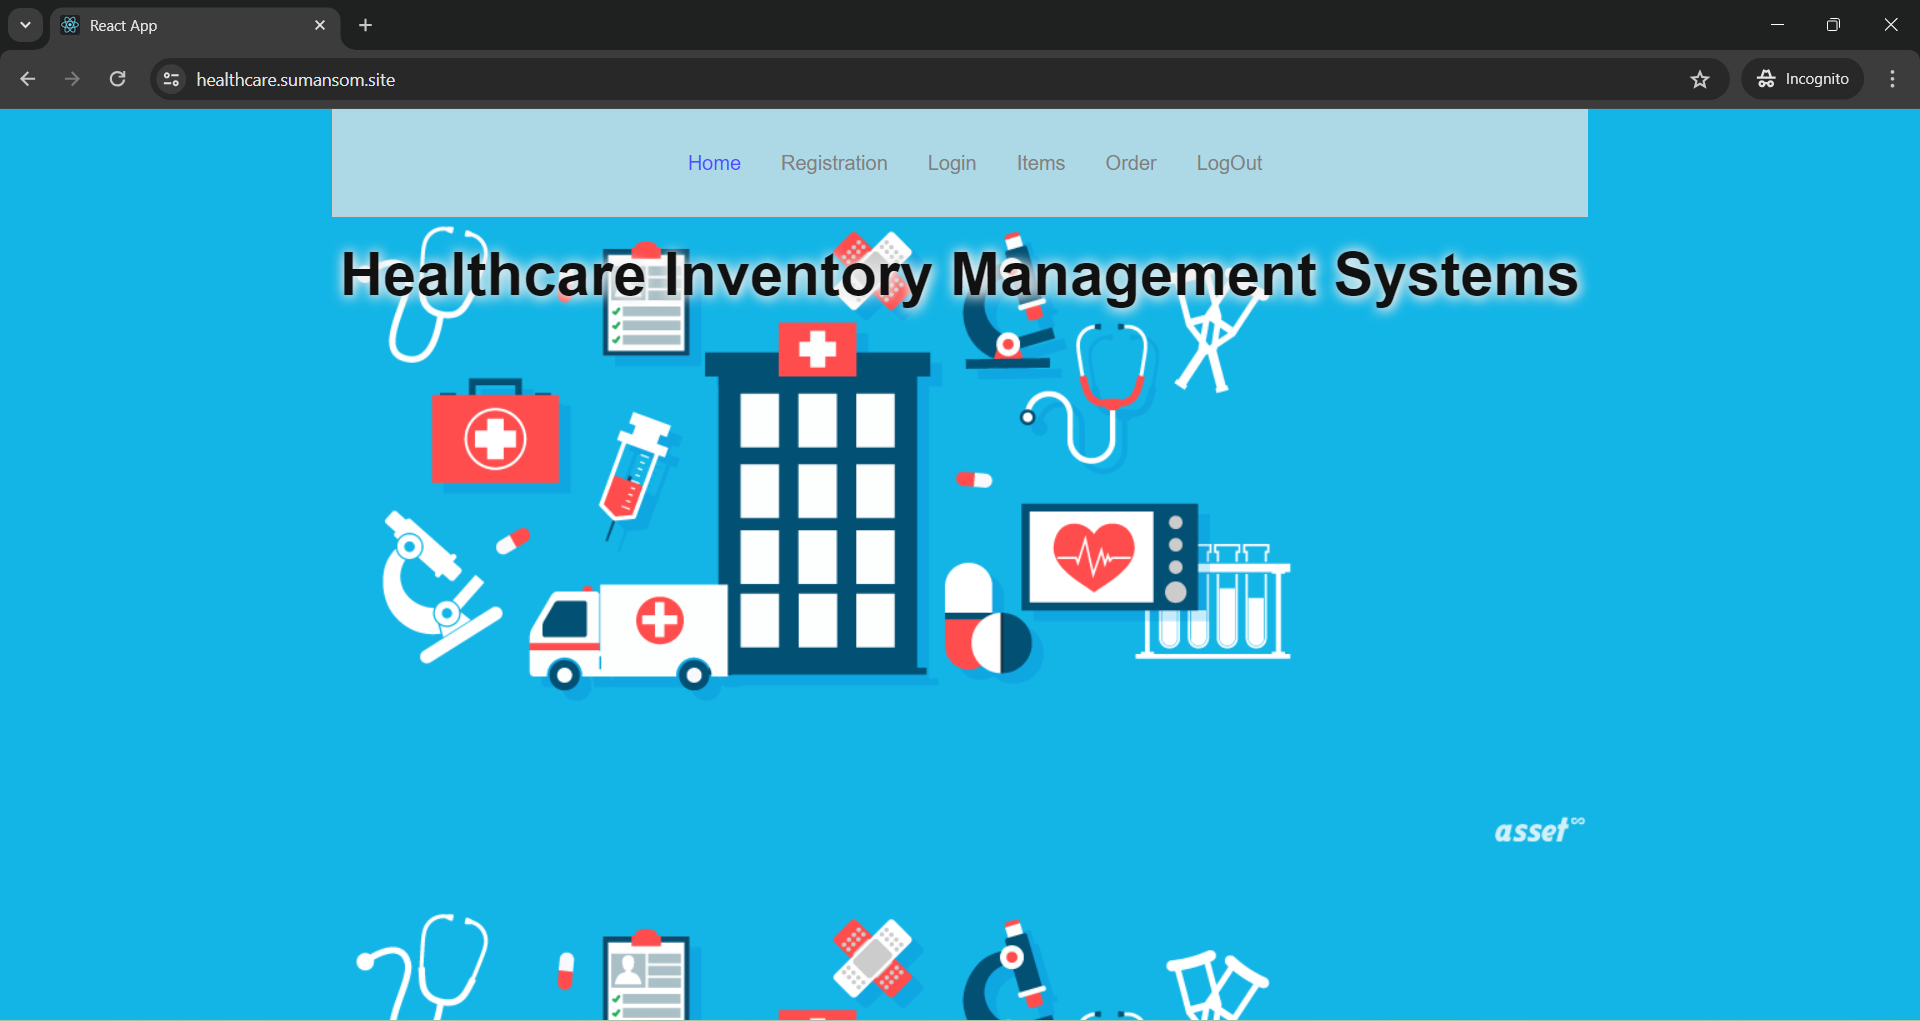 React App
healthcare.sumansom.site
Incognito
Home Registration Login Items Order LogOut
Healthcare Inventory Management Systems
asset∞